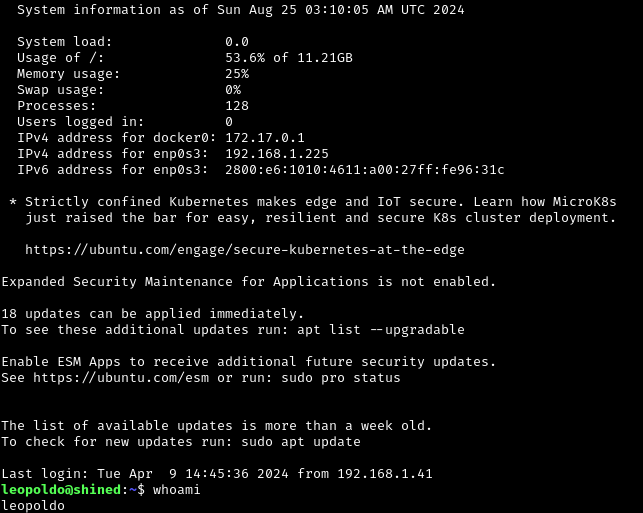 System information as of Sun Aug 25 03:10:05 AM UTC 2024
System load: 0.0
Usage of /: 53.6% of 11.21GB
Memory usage: 25%
Swap usage: 0%
Processes: 128
Users logged in: 0
IPv4 address for docker0: 172.17.0.1
IPv4 address for enp0s3: 192.168.1.225
IPv6 address for enp0s3: 2800:e6:1010:4611:a00:27ff:fe96:31c
* Strictly confined Kubernetes makes edge and IoT secure. Learn how MicroK8s
just raised the bar for easy, resilient and secure K8s cluster deployment.
https://ubuntu.com/engage/secure-kubernetes-at-the-edge
Expanded Security Maintenance for Applications is not enabled.
18 updates can be applied immediately.
To see these additional updates run: apt list --upgradable
Enable ESM Apps to receive additional future security updates.
See https://ubuntu.com/esm or run: sudo pro status
The list of available updates is more than a week old.
To check for new updates run: sudo apt update
Last login: Tue Apr  9 14:45:36 2024 from 192.168.1.41
leopoldo@shined:~$ whoami
leopoldo